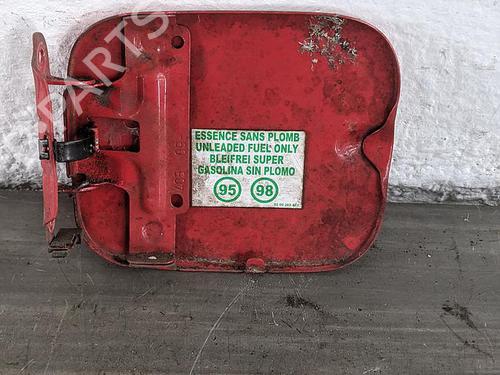 PARTS
ESSENCE SANS PLOMB
UNLEADED FUEL ONLY
BLEIFREI SUPER
GASOLINA SIN PLOMO
95 98